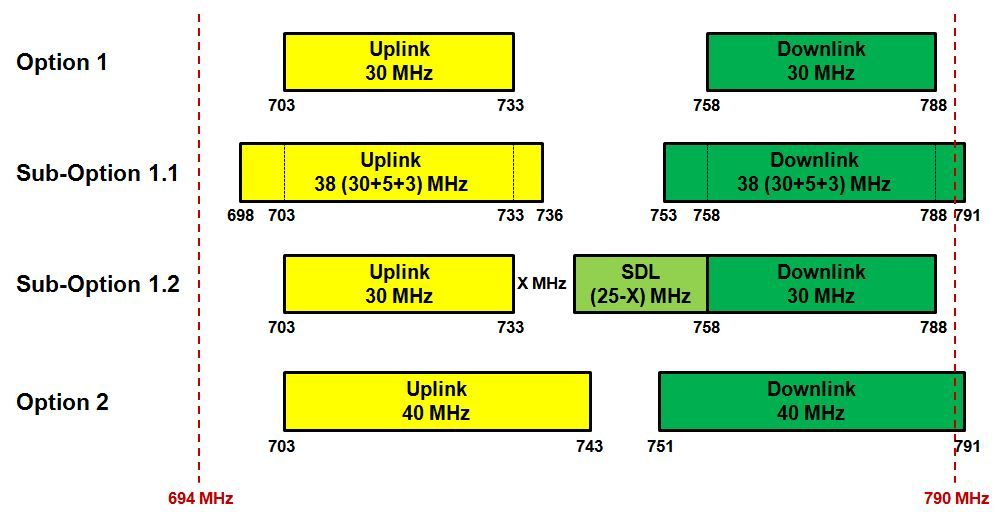 Option 1
Uplink
30 MHz
Downlink
30 MHz
703 733 758 788
Sub-Option 1.1
Uplink
38 (30+5+3) MHz
Downlink
38 (30+5+3) MHz
698 703 733 736 753 758 788 791
Sub-Option 1.2
Uplink
30 MHz
X MHz
SDL
(25-X) MHz
Downlink
30 MHz
703 733 758 788
Option 2
Uplink
40 MHz
Downlink
40 MHz
703 743 751 791
694 MHz 790 MHz